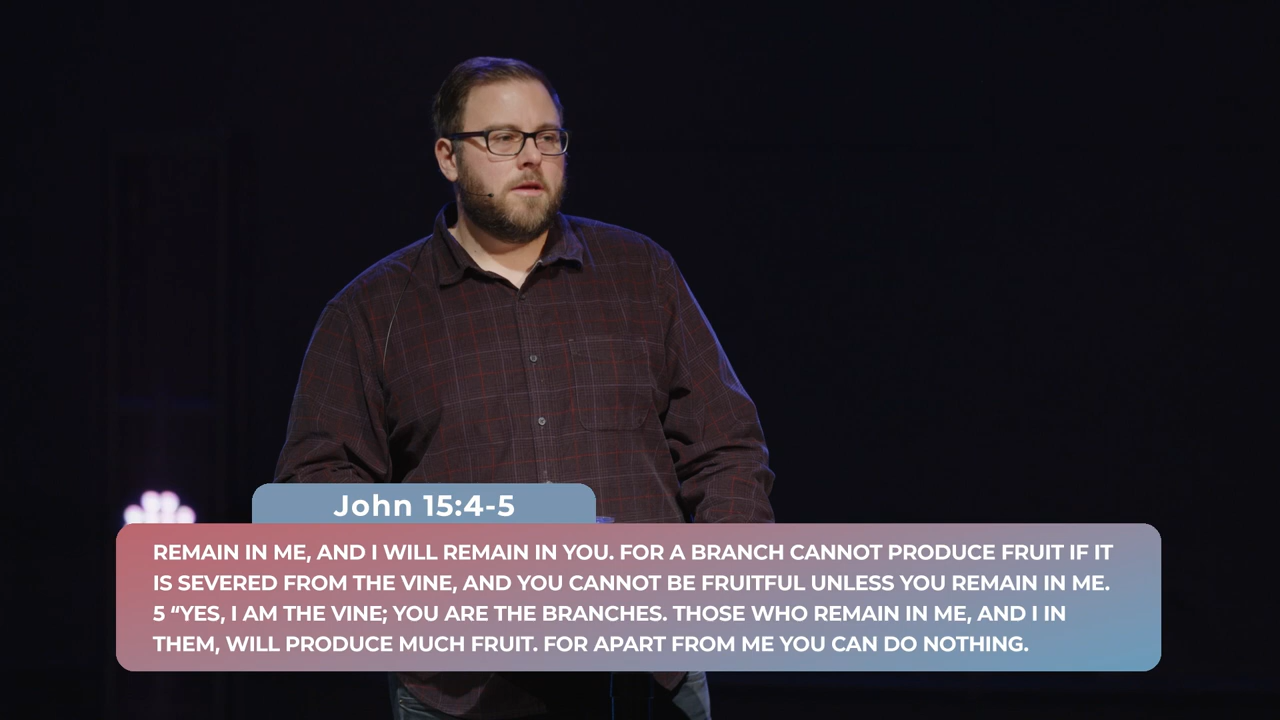 John 15:4-5
REMAIN IN ME, AND I WILL REMAIN IN YOU. FOR A BRANCH CANNOT PRODUCE FRUIT IF IT
IS SEVERED FROM THE VINE, AND YOU CANNOT BE FRUITFUL UNLESS YOU REMAIN IN ME.
5 “YES, I AM THE VINE; YOU ARE THE BRANCHES. THOSE WHO REMAIN IN ME, AND I IN
THEM, WILL PRODUCE MUCH FRUIT. FOR APART FROM ME YOU CAN DO NOTHING.